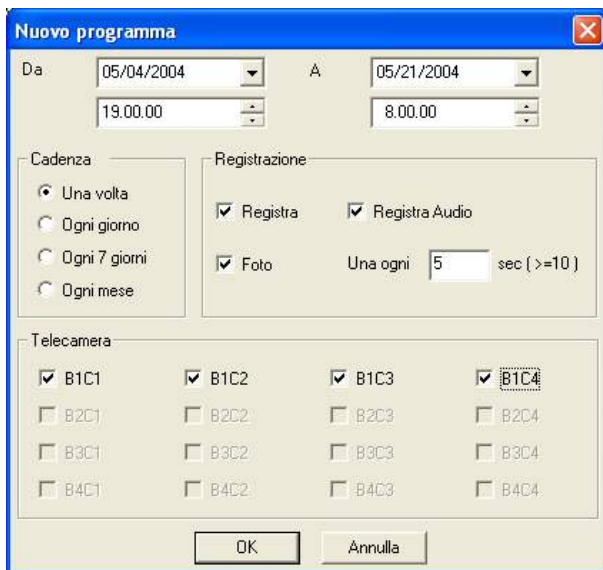 Nuovo programma
Da 05/04/2004 A 05/21/2004
19.00.00 8.00.00
Cadenza
Una volta
Ogni giorno
Ogni 7 giorni
Ogni mese
Registrazione
Registra Registra Audio
Foto Una ogni 5 sec ( >=10 )
Telecamera
B1C1 B1C2 B1C3 B1C4
B2C1 B2C2 B2C3 B2C4
B3C1 B3C2 B3C3 B3C4
B4C1 B4C2 B4C3 B4C4
OK Annulla